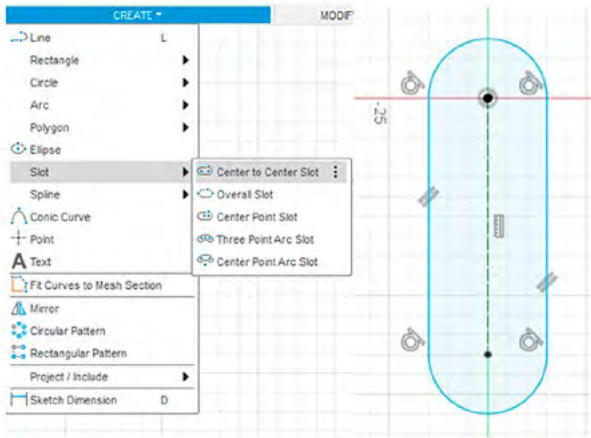 CREATE
MODIF
Line L
Rectangle
Circle
Arc
Polygon
Ellipse
Slot
Spline
Conic Curve
Point
A Text
Fit Curves to Mesh Section
Mirror
Circular Pattern
Rectangular Pattern
Project / Include
Sketch Dimension D
Center to Center Slot
Overall Slot
Center Point Slot
Three Point Arc Slot
Center Point Arc Slot
-25